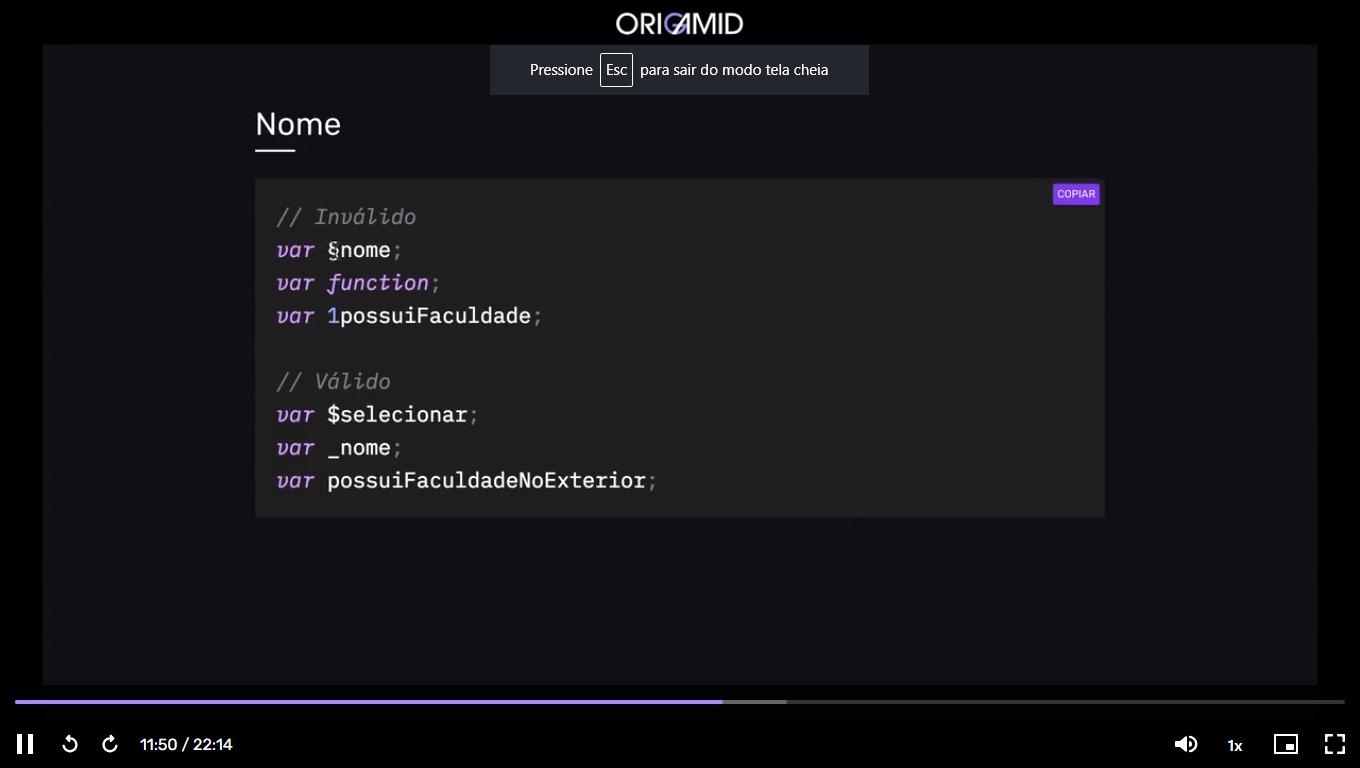 ORIGAMID
Pressione Esc para sair do modo tela cheia
Nome
COPIAR
// Inválido
var §nome;
var function;
var 1possuiFaculdade;
// Válido
var $selecionar;
var _nome;
var possuiFaculdadeNoExterior;
11:50 / 22:14
1x